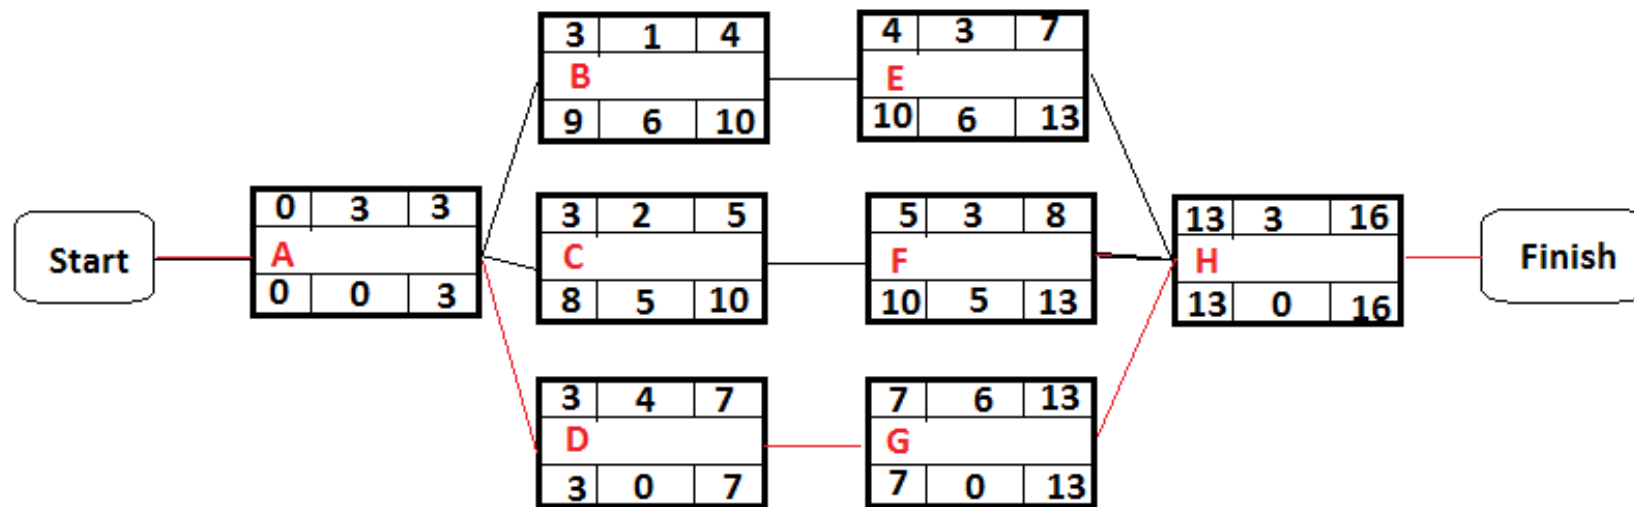 3 1 4
B
9 6 10
4 3 7
E
10 6 13
Start
0 3 3
A
0 0 3
3 2 5
C
8 5 10
5 3 8
F
10 5 13
13 3 16
H
13 0 16
Finish
3 4 7
D
3 0 7
7 6 13
G
7 0 13